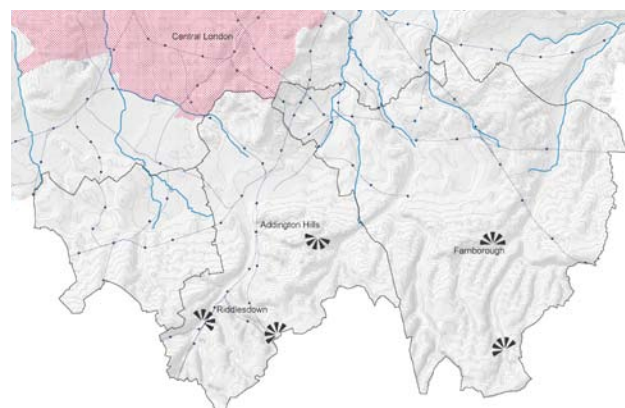 Central London
Addington Hills
Farnborough
Riddlesdown